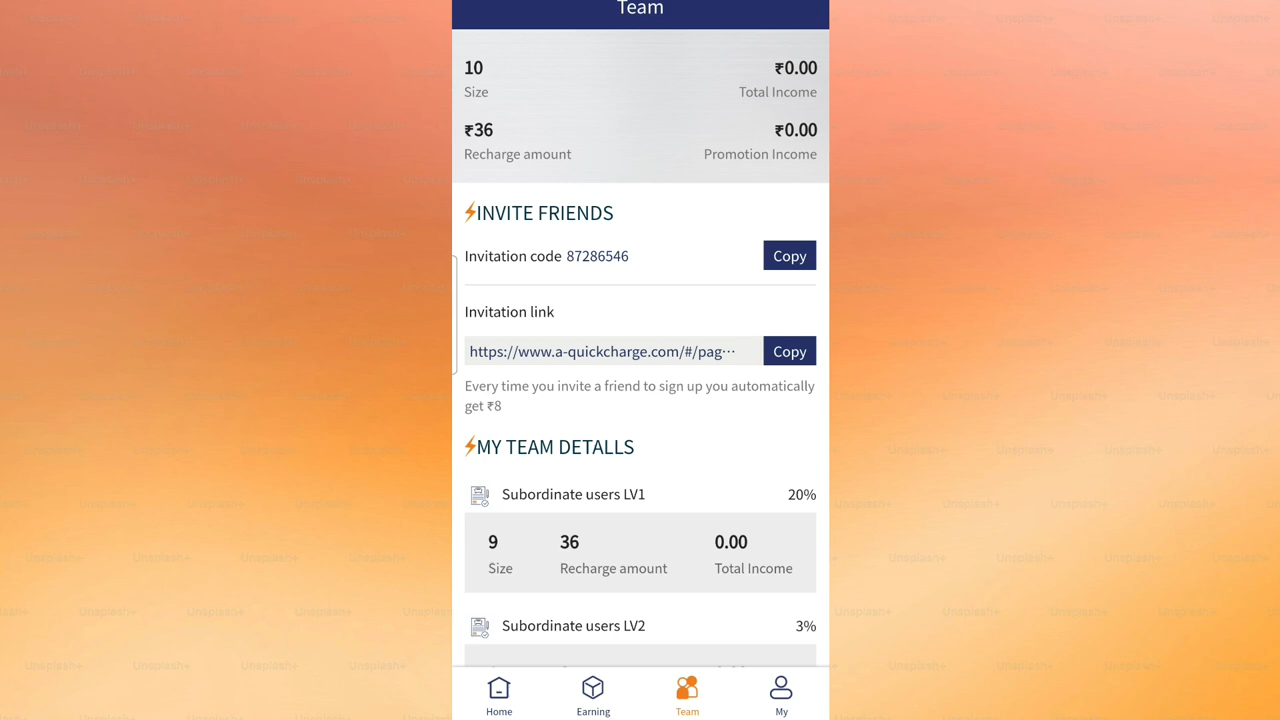 Team
10 ₹0.00
Size Total Income
₹36 ₹0.00
Recharge amount Promotion Income
INVITE FRIENDS
Invitation code 87286546 Copy
Invitation link
https://www.a-quickcharge.com/#/pag··· Copy
Every time you invite a friend to sign up you automatically
get ₹8
MY TEAM DETALLS
Subordinate users LV1 20%
9 36 0.00
Size Recharge amount Total Income
Subordinate users LV2 3%
Home Earning Team My